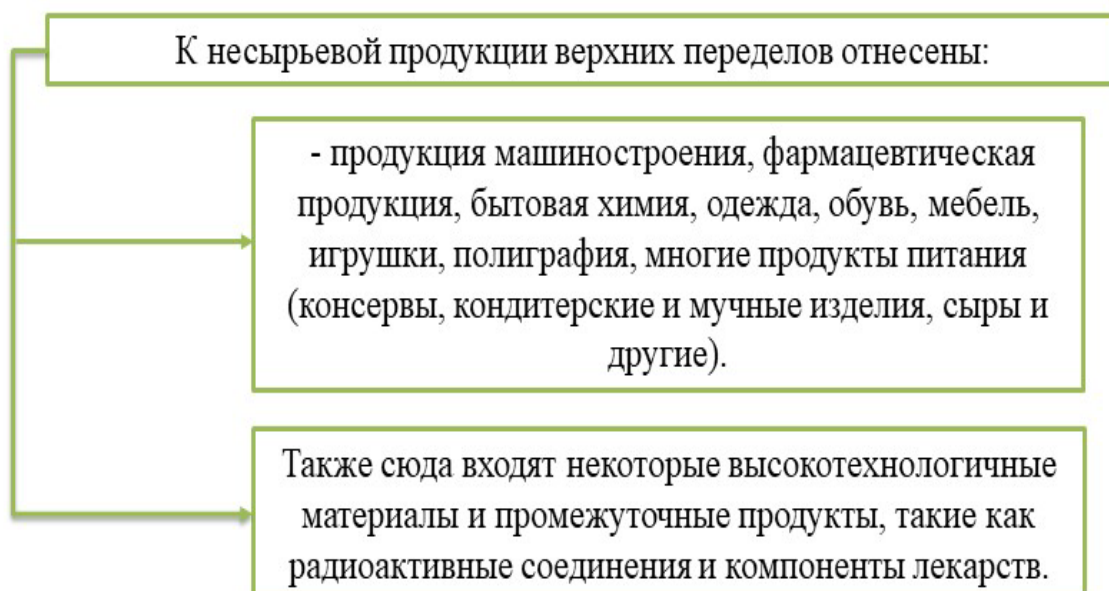 К несырьевой продукции верхних переделов отнесены:
- продукция машиностроения, фармацевтическая
продукция, бытовая химия, одежда, обувь, мебель,
игрушки, полиграфия, многие продукты питания
(консервы, кондитерские и мучные изделия, сыры и
другие).
Также сюда входят некоторые высокотехнологичные
материалы и промежуточные продукты, такие как
радиоактивные соединения и компоненты лекарств.